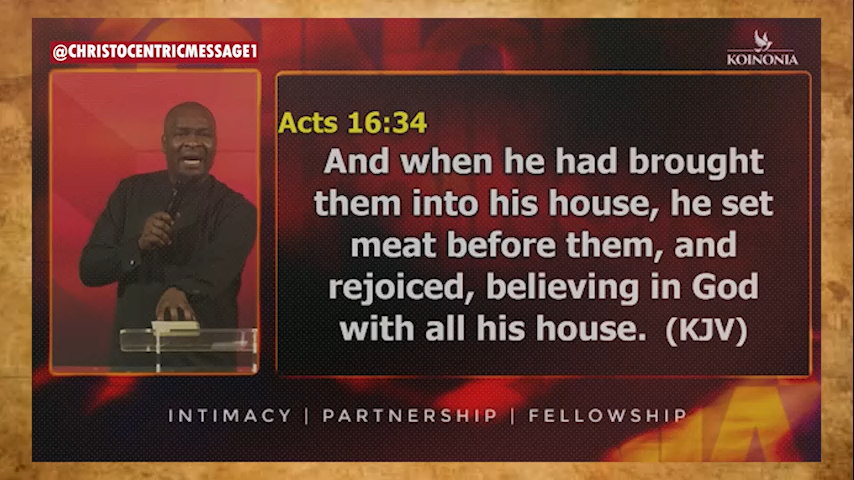 @CHRISTOCENTRICMESSAGE1
KOINONIA
Acts 16:34
And when he had brought
them into his house, he set
meat before them, and
rejoiced, believing in God
with all his house. (KJV)
INTIMACY | PARTNERSHIP | FELLOWSHIP